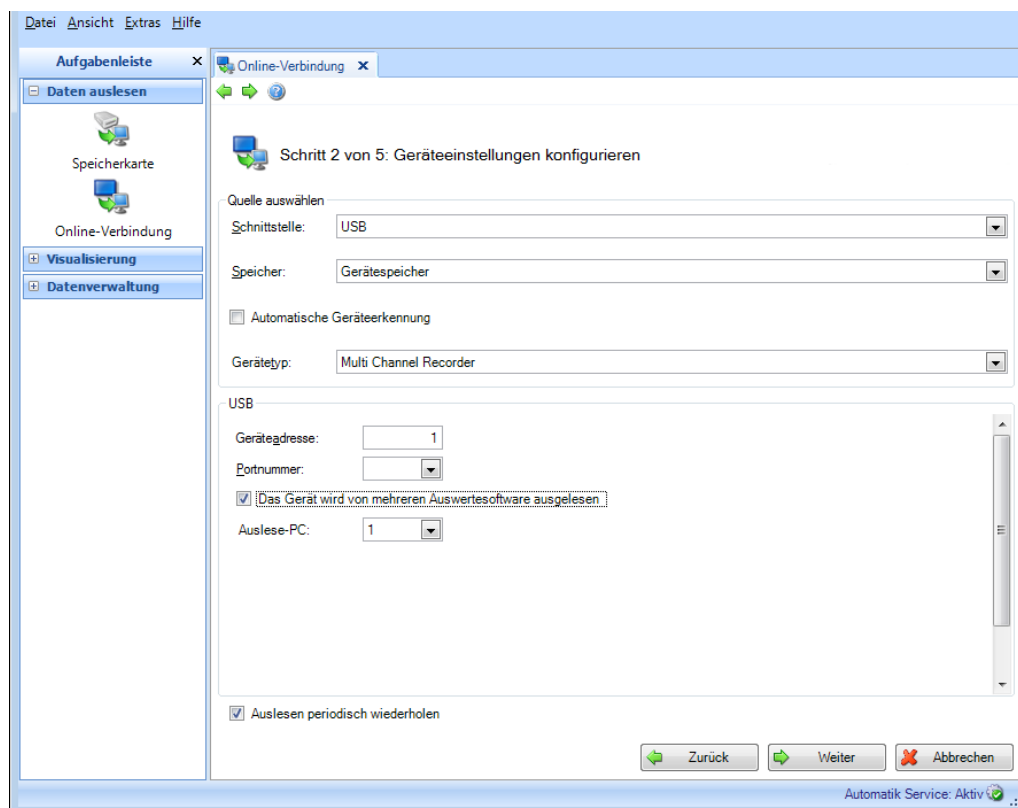 Datei Ansicht Extras Hilfe
Aufgabenleiste
Online-Verbindung
Daten auslesen
Speicherkarte
Online-Verbindung
Visualisierung
Datenverwaltung
Schritt 2 von 5: Geräteeinstellungen konfigurieren
Quelle auswählen
Schnittstelle: USB
Speicher: Gerätespeicher
Automatische Geräteerkennung
Gerätetyp: Multi Channel Recorder
USB
Geräteadresse: 1
Portnummer:
Das Gerät wird von mehreren Auswertesoftware ausgelesen
Auslese-PC: 1
Auslesen periodisch wiederholen
Zurück Weiter Abbrechen
Automatik Service: Aktiv